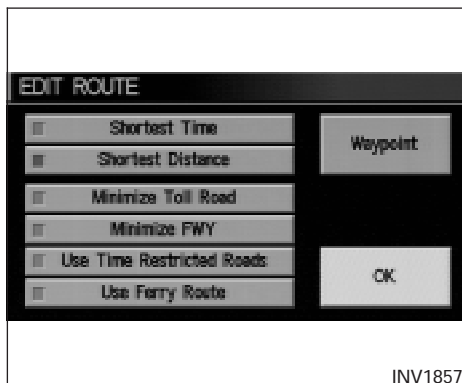 EDIT ROUTE
Shortest Time
Shortest Distance
Waypoint
Minimize Toll Road
Minimize FWY
Use Time Restricted Roads
Use Ferry Route
OK
INV1857